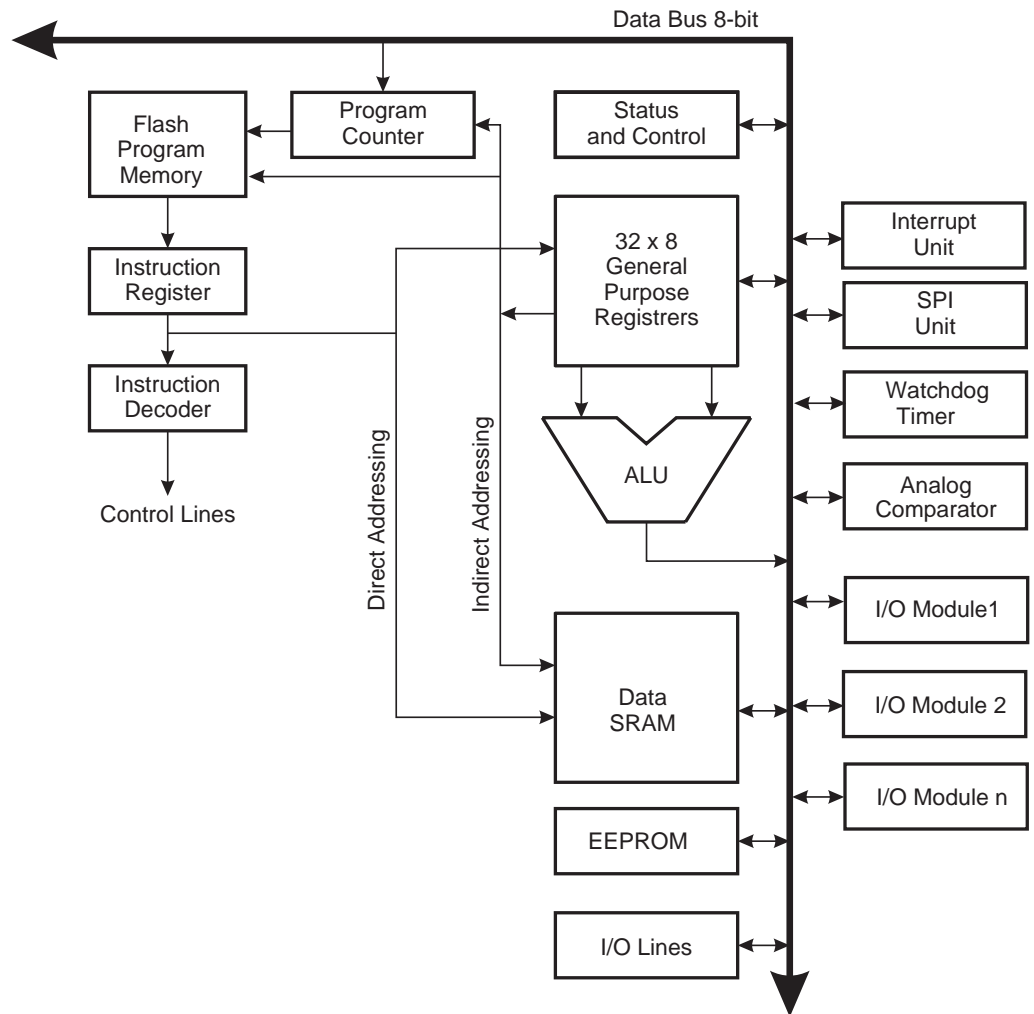 Data Bus 8-bit
Flash
Program
Memory
Program
Counter
Status
and Control
Interrupt
Unit
32 x 8
General
Purpose
Registrers
Instruction
Register
SPI
Unit
Instruction
Decoder
Watchdog
Timer
ALU
Analog
Comparator
Control Lines
Direct Addressing
Indirect Addressing
I/O Module1
Data
SRAM
I/O Module 2
I/O Module n
EEPROM
I/O Lines